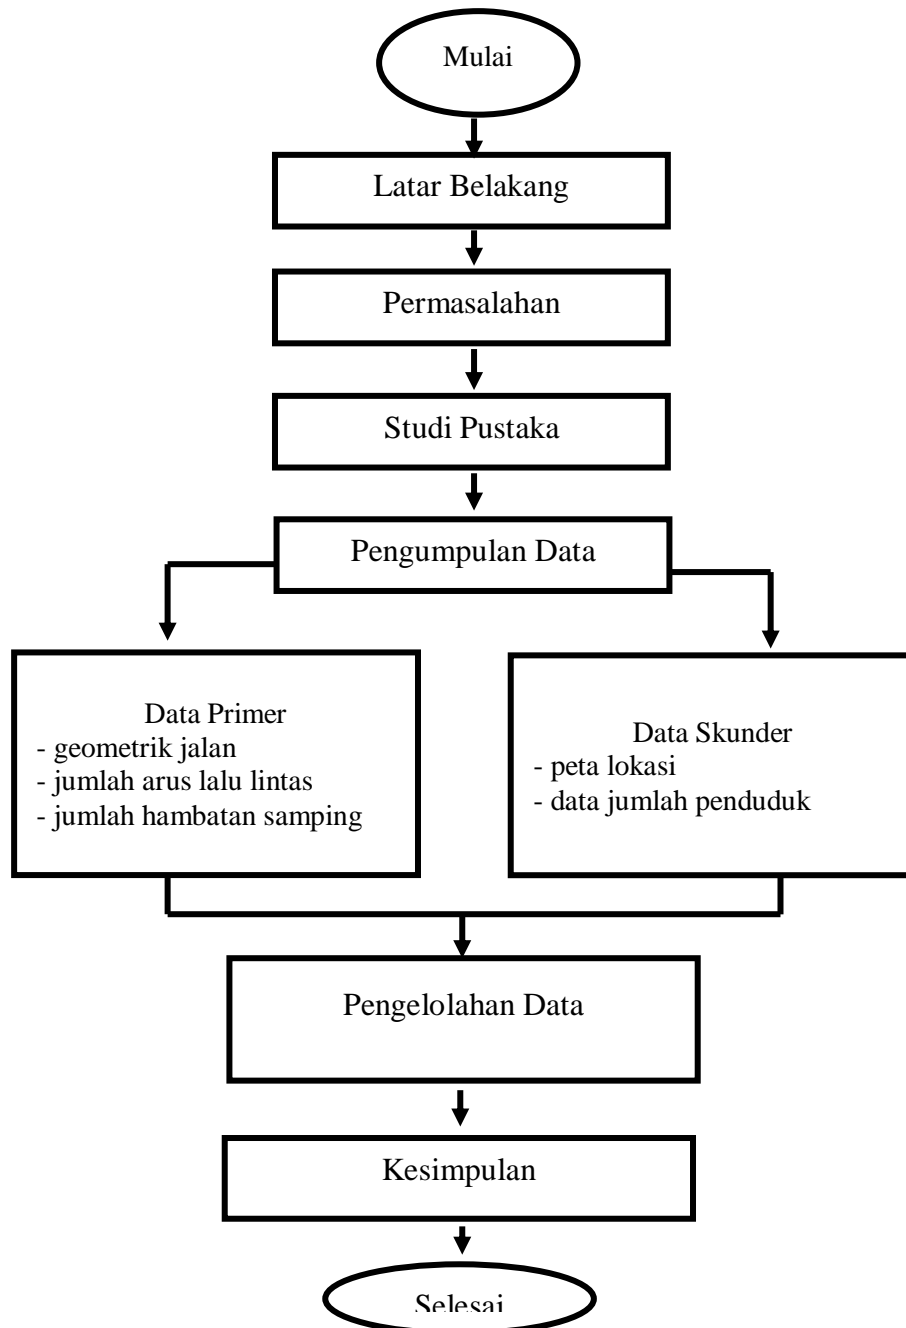 Mulai
Latar Belakang
Permasalahan
Studi Pustaka
Pengumpulan Data
Data Primer
- geometrik jalan
- jumlah arus lalu lintas
- jumlah hambatan samping
Data Skunder
- peta lokasi
- data jumlah penduduk
Pengelolahan Data
Kesimpulan
Selesai